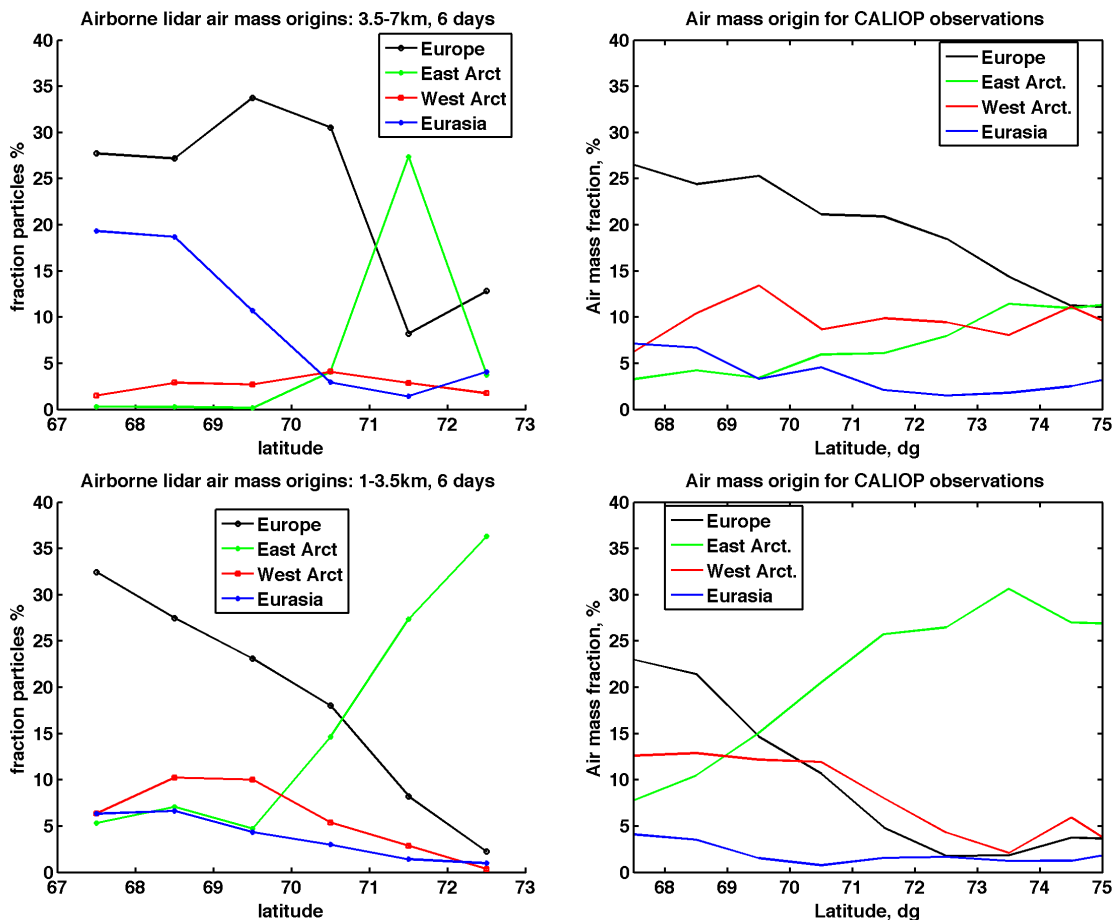 Airborne lidar air mass origins: 3.5-7km, 6 days
40
35
30
25
20
15
10
5
0
fraction particles %
Europe
East Arct
West Arct
Eurasia
67 68 69 70 71 72 73
latitude
Air mass origin for CALIOP observations
40
35
30
25
20
15
10
5
0
Air mass fraction, %
Europe
East Arct.
West Arct.
Eurasia
68 69 70 71 72 73 74 75
Latitude, dg
Airborne lidar air mass origins: 1-3.5km, 6 days
40
35
30
25
20
15
10
5
0
fraction particles %
Europe
East Arct
West Arct
Eurasia
67 68 69 70 71 72 73
latitude
Air mass origin for CALIOP observations
40
35
30
25
20
15
10
5
0
Air mass fraction, %
Europe
East Arct.
West Arct.
Eurasia
68 69 70 71 72 73 74 75
Latitude, dg